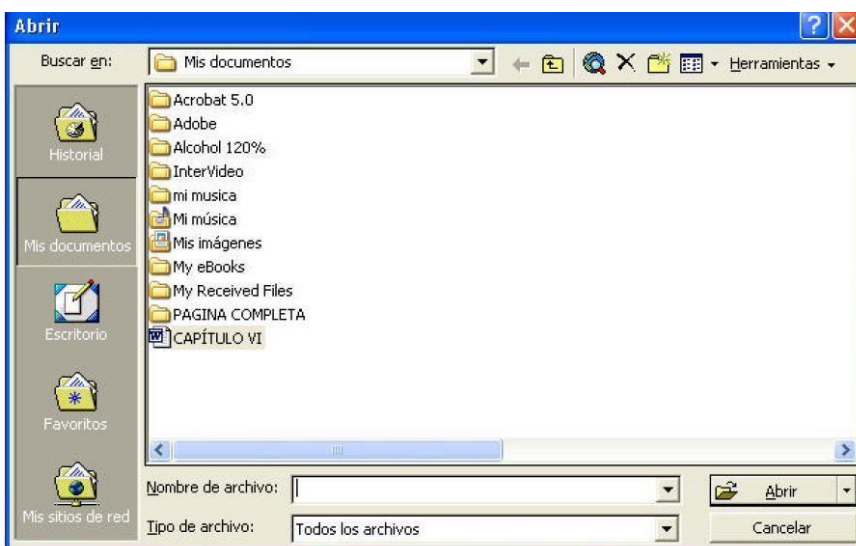 Abrir
Buscar en: Mis documentos Herramientas
Historial
Mis documentos
Escritorio
Favoritos
Mis sitios de red
Acrobat 5.0
Adobe
Alcohol 120%
InterVideo
mi musica
Mi música
Mis imágenes
My eBooks
My Received Files
PAGINA COMPLETA
CAPÍTULO VI
Nombre de archivo: Abrir
Tipo de archivo: Todos los archivos Cancelar